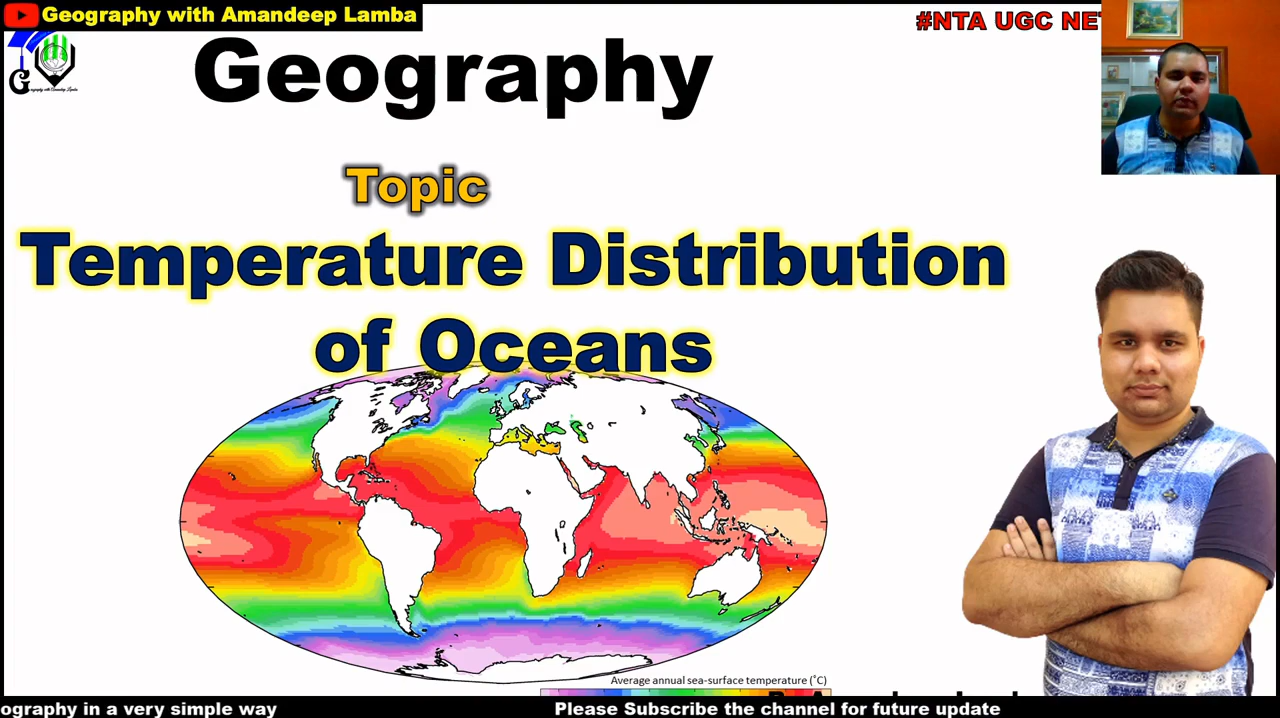 Geography with Amandeep Lamba
#NTA UGC NET
Geography
Topic
Temperature Distribution
of Oceans
Average annual sea-surface temperature (°C)
ography in a very simple way
Please Subscribe the channel for future update